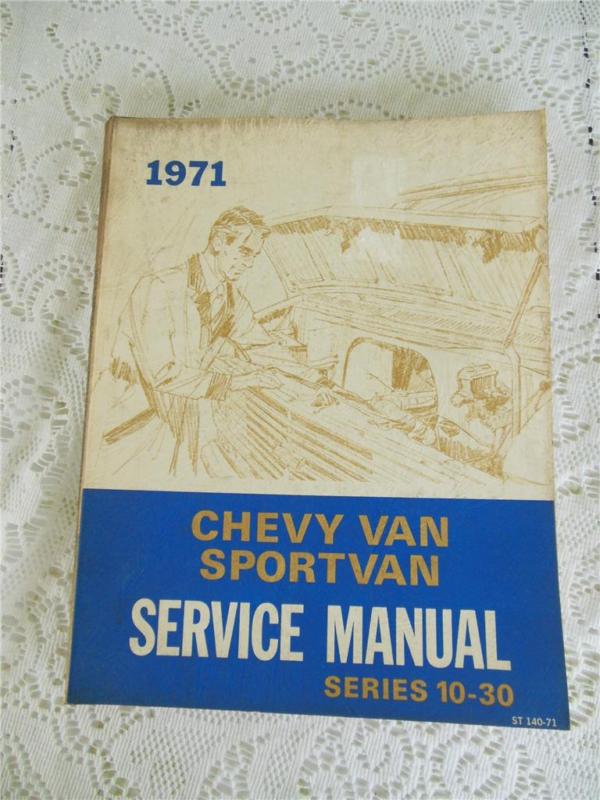 1971
CHEVY VAN
SPORTVAN
SERVICE MANUAL
SERIES 10-30
ST 140-71